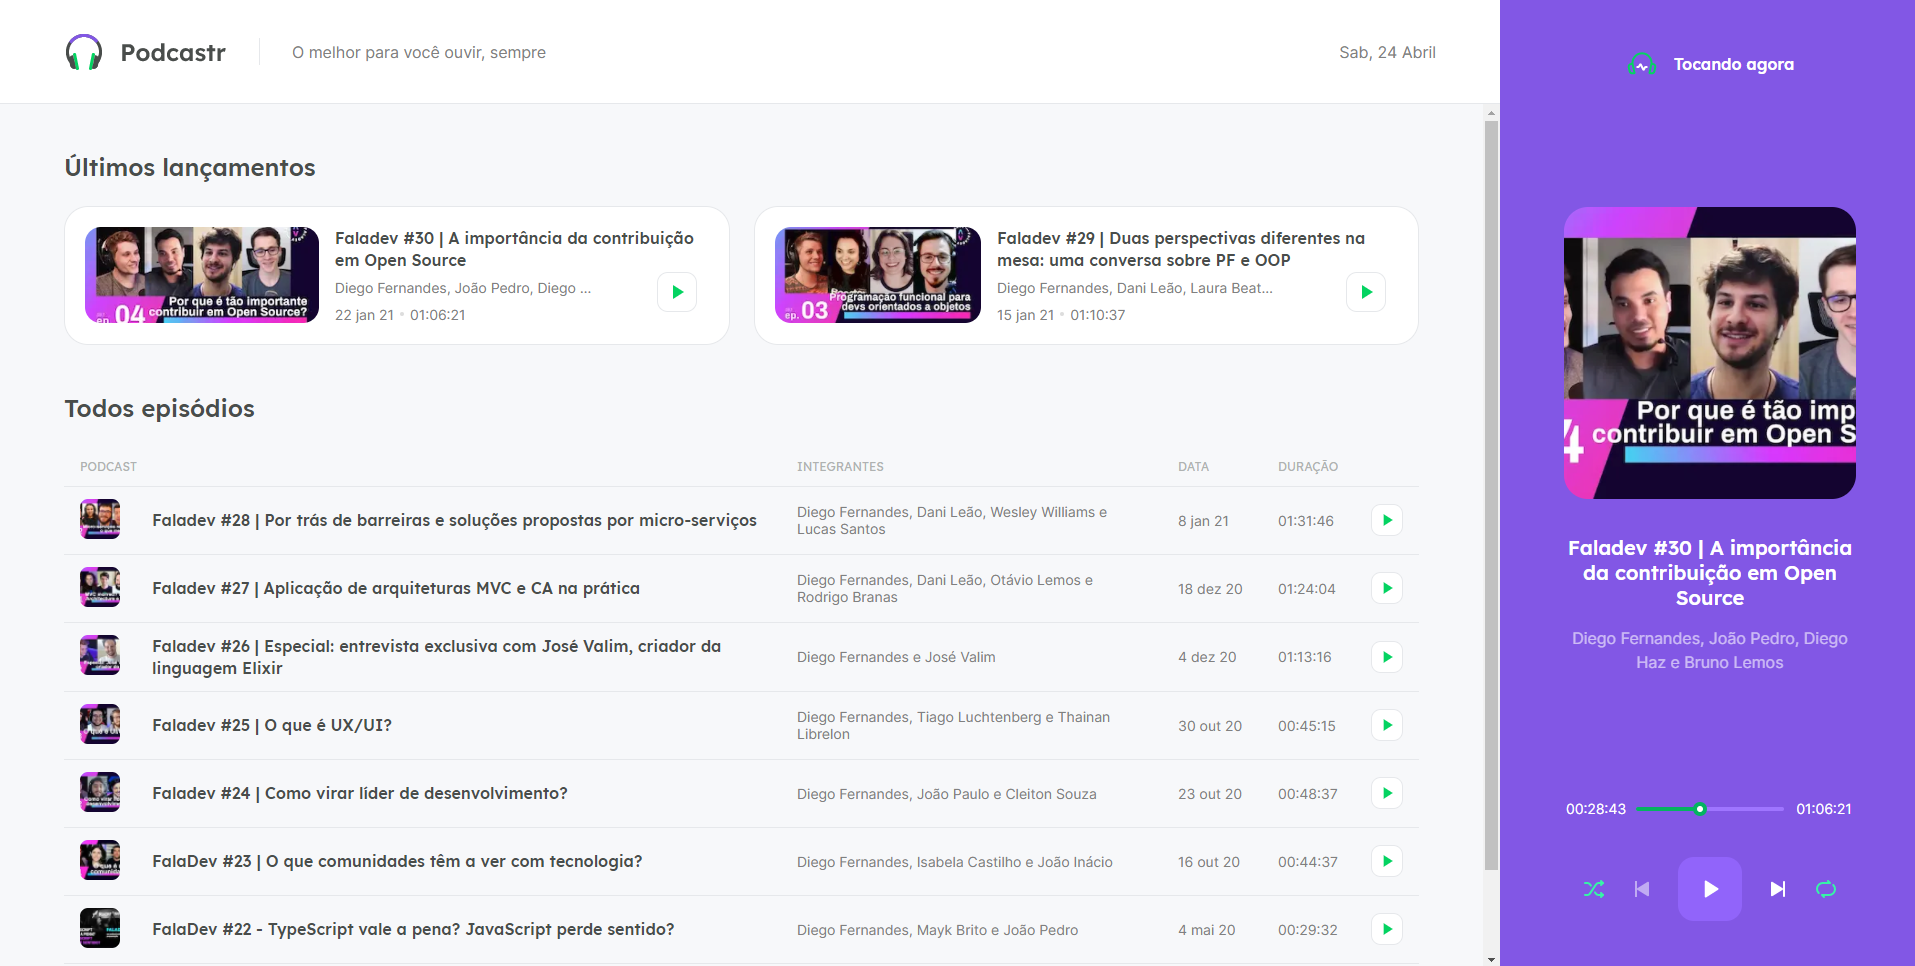 Podcastr
O melhor para você ouvir, sempre
Sab, 24 Abril
Últimos lançamentos
Por que é tão importante
contribuir em Open Source?
ep. 04
Faladev #30 | A importância da contribuição
em Open Source
Diego Fernandes, João Pedro, Diego ...
22 jan 21 • 01:06:21
Programação funcional para
devs orientados a objetos
ep. 03
Faladev #29 | Duas perspectivas diferentes na
mesa: uma conversa sobre PF e OOP
Diego Fernandes, Dani Leão, Laura Beat...
15 jan 21 • 01:10:37
Todos episódios
PODCAST INTEGRANTES DATA DURAÇÃO
Faladev #28 | Por trás de barreiras e soluções propostas por micro-serviços
Diego Fernandes, Dani Leão, Wesley Williams e
Lucas Santos
8 jan 21
01:31:46
Faladev #27 | Aplicação de arquiteturas MVC e CA na prática
Diego Fernandes, Dani Leão, Otávio Lemos e
Rodrigo Branas
18 dez 20
01:24:04
Faladev #26 | Especial: entrevista exclusiva com José Valim, criador da
linguagem Elixir
Diego Fernandes e José Valim
4 dez 20
01:13:16
Faladev #25 | O que é UX/UI?
Diego Fernandes, Tiago Luchtenberg e Thainan
Librelon
30 out 20
00:45:15
Faladev #24 | Como virar líder de desenvolvimento?
Diego Fernandes, João Paulo e Cleiton Souza
23 out 20
00:48:37
FalaDev #23 | O que comunidades têm a ver com tecnologia?
Diego Fernandes, Isabela Castilho e João Inácio
16 out 20
00:44:37
FalaDev #22 - TypeScript vale a pena? JavaScript perde sentido?
Diego Fernandes, Mayk Brito e João Pedro
4 mai 20
00:29:32
Tocando agora
Por que é tão imp
4 contribuir em Open S
Faladev #30 | A importância
da contribuição em Open
Source
Diego Fernandes, João Pedro, Diego
Haz e Bruno Lemos
00:28:43
01:06:21